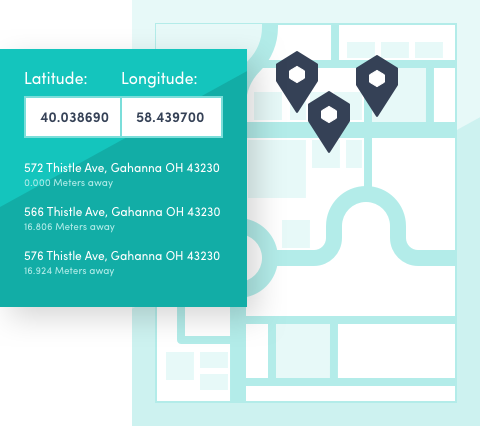 Latitude: Longitude:
40.038690 58.439700
572 Thistle Ave, Gahanna OH 43230
0.000 Meters away
566 Thistle Ave, Gahanna OH 43230
16.806 Meters away
576 Thistle Ave, Gahanna OH 43230
16.924 Meters away